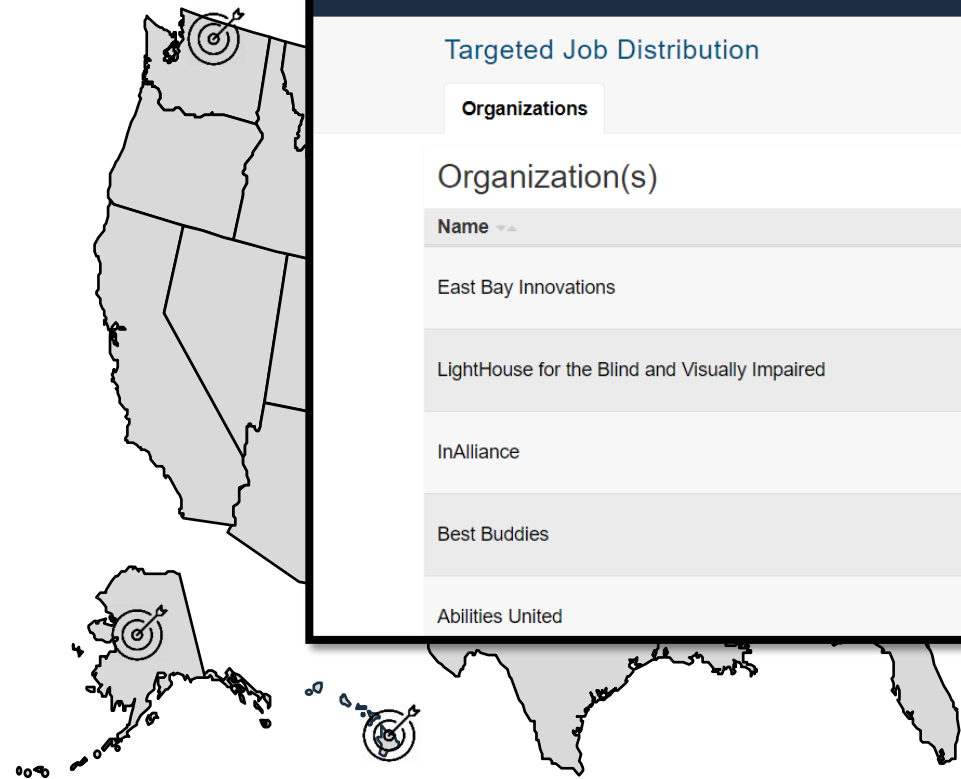 Targeted Job Distribution
Organizations
Organization(s)
Name
East Bay Innovations
LightHouse for the Blind and Visually Impaired
InAlliance
Best Buddies
Abilities United